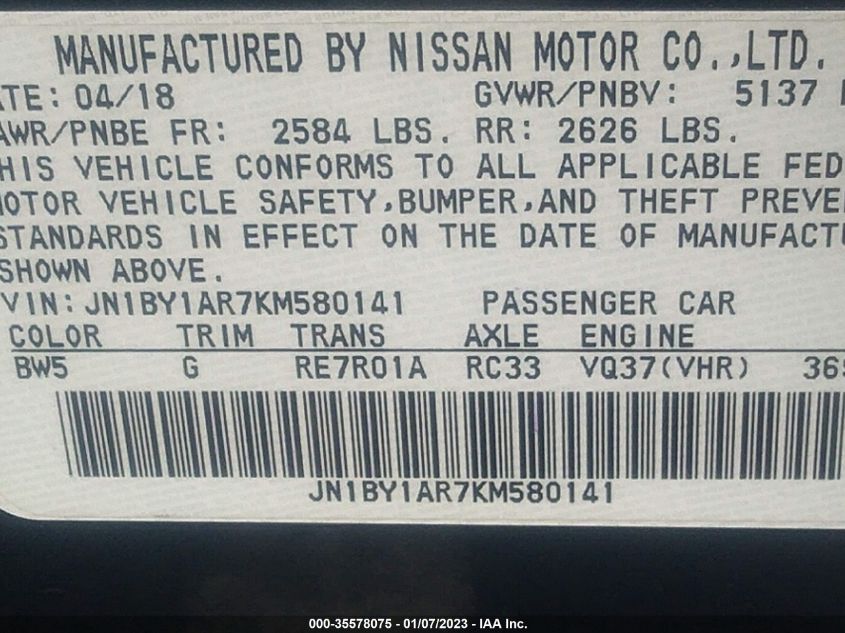 MANUFACTURED BY NISSAN MOTOR CO.,LTD.
ATE: 04/18 GVWR/PNBV: 5137
AWR/PNBE FR: 2584 LBS. RR: 2626 LBS.
HIS VEHICLE CONFORMS TO ALL APPLICABLE FED
MOTOR VEHICLE SAFETY,BUMPER,AND THEFT PREVE
STANDARDS IN EFFECT ON THE DATE OF MANUFACTU
SHOWN ABOVE.
VIN: JN1BY1AR7KM580141 PASSENGER CAR
COLOR TRIM TRANS AXLE ENGINE
BW5 G RE7R01A RC33 VQ37(VHR) 365
JN1BY1AR7KM580141
000-35578075 - 01/07/2023 - IAA Inc.